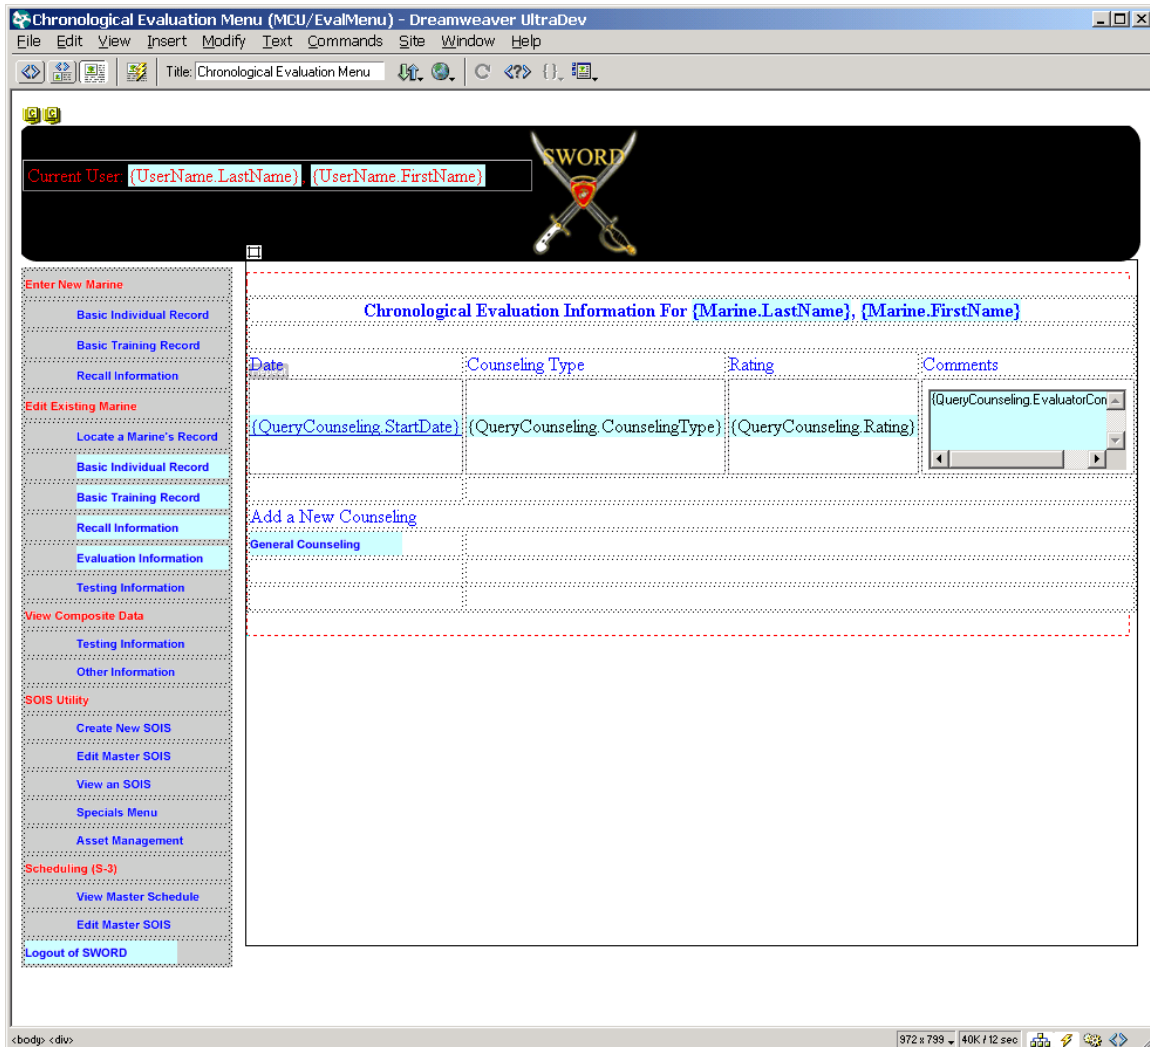 Chronological Evaluation Menu (MCU/EvalMenu) - Dreamweaver UltraDev
File Edit View Insert Modify Text Commands Site Window Help
Title: Chronological Evaluation Menu
SWORD
Current User: {UserName.LastName}, {UserName.FirstName}
Enter New Marine
Basic Individual Record
Basic Training Record
Recall Information
Edit Existing Marine
Locate a Marine's Record
Basic Individual Record
Basic Training Record
Recall Information
Evaluation Information
Testing Information
View Composite Data
Testing Information
Other Information
SOIS Utility
Create New SOIS
Edit Master SOIS
View an SOIS
Specials Menu
Asset Management
Scheduling (S-3)
View Master Schedule
Edit Master SOIS
Logout of SWORD
Chronological Evaluation Information For {Marine.LastName}, {Marine.FirstName}
Date Counseling Type Rating Comments
{QueryCounseling.StartDate} {QueryCounseling.CounselingType} {QueryCounseling.Rating} {QueryCounseling.EvaluatorCon
Add a New Counseling
General Counseling
<body> <div> 972 x 799 40K / 12 sec